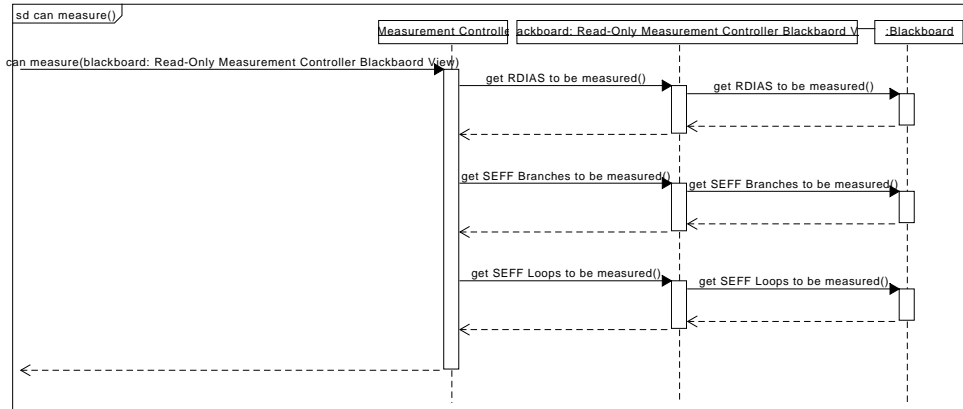 sd can measure()
Measurement Controlle
ackboard: Read-Only Measurement Controller Blackbaord V
:Blackboard
can measure(blackboard: Read-Only Measurement Controller Blackbaord View)
get RDIAS to be measured()
get RDIAS to be measured()
get SEFF Branches to be measured()
get SEFF Branches to be measured()
get SEFF Loops to be measured()
get SEFF Loops to be measured()